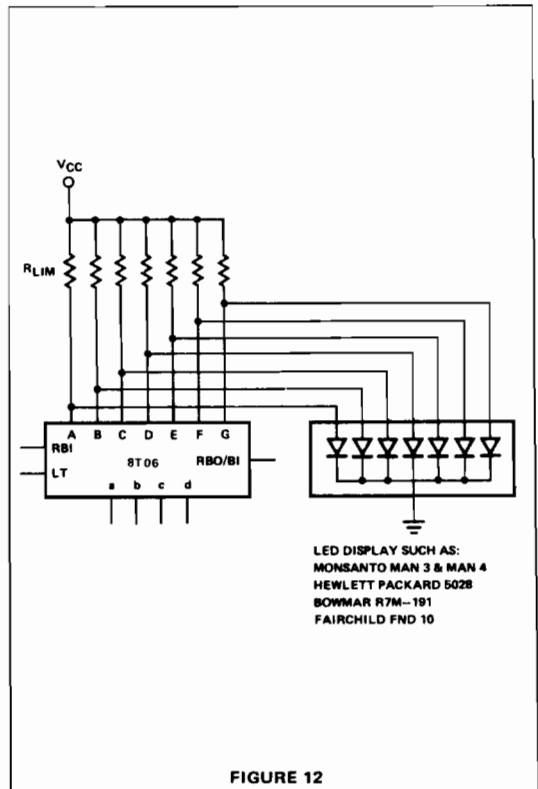 VCC
RLIM
A B C D E F G
RBI
8T06
RBO/BI
LT
a b c d
LED DISPLAY SUCH AS:
MONSANTO MAN 3 & MAN 4
HEWLETT PACKARD 5028
BOWMAR R7M–191
FAIRCHILD FND 10
FIGURE 12